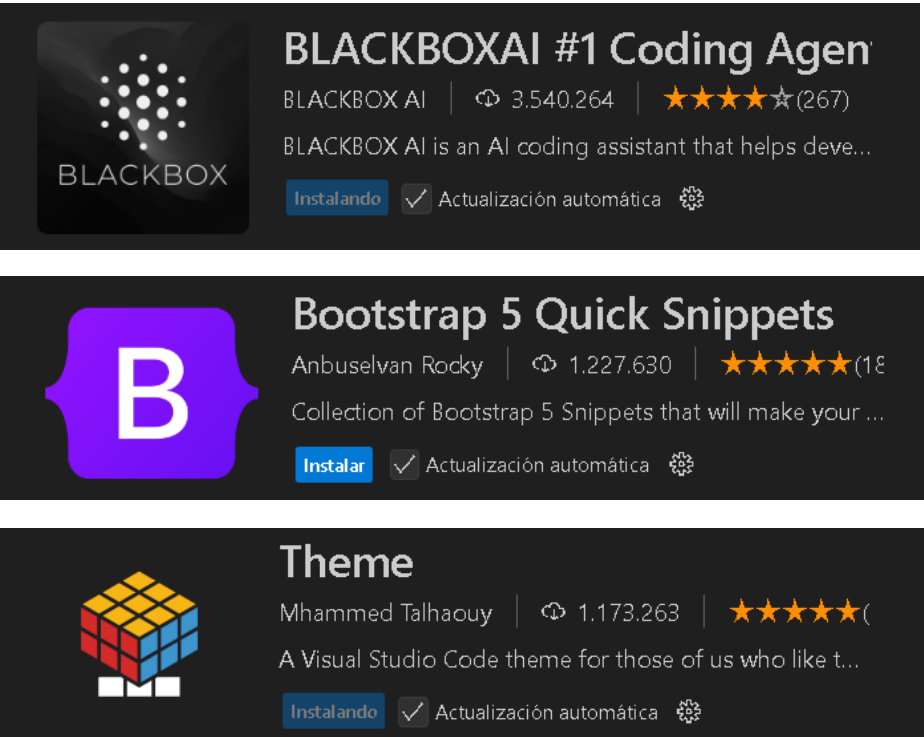 BLACKBOX
BLACKBOXAI #1 Coding Agen
BLACKBOX AI 3.540.264 (267)
BLACKBOX AI is an AI coding assistant that helps deve...
Instalando Actualización automática
B
Bootstrap 5 Quick Snippets
Anbuselvan Rocky 1.227.630 (18
Collection of Bootstrap 5 Snippets that will make your ...
Instalar Actualización automática
Theme
Mhammed Talhaouy 1.173.263 (
A Visual Studio Code theme for those of us who like t...
Instalando Actualización automática